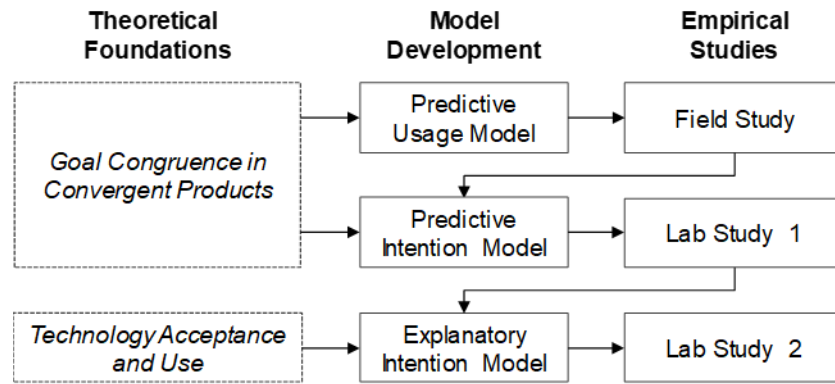 Theoretical
Foundations
Model
Development
Empirical
Studies
Goal Congruence in
Convergent Products
Predictive
Usage Model
Field Study
Predictive
Intention Model
Lab Study 1
Technology Acceptance
and Use
Explanatory
Intention Model
Lab Study 2